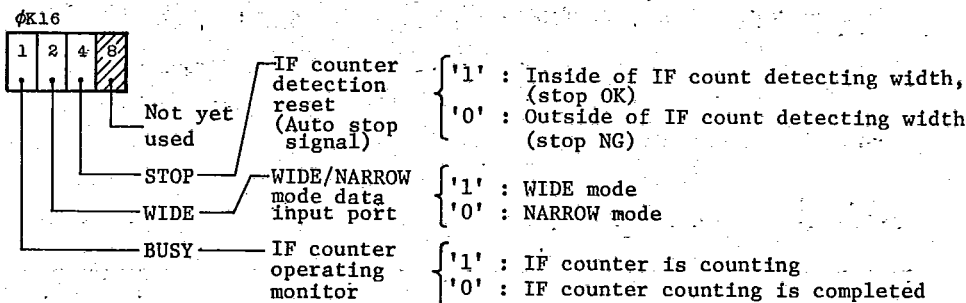 φK16
1 2 4 8
IF counter detection reset (Auto stop signal)
'1' : Inside of IF count detecting width, (stop OK)
'0' : Outside of IF count detecting width (stop NG)
Not yet used
STOP
WIDE/NARROW mode data input port
'1' : WIDE mode
'0' : NARROW mode
WIDE
BUSY
IF counter operating monitor
'1' : IF counter is counting
'0' : IF counter counting is completed